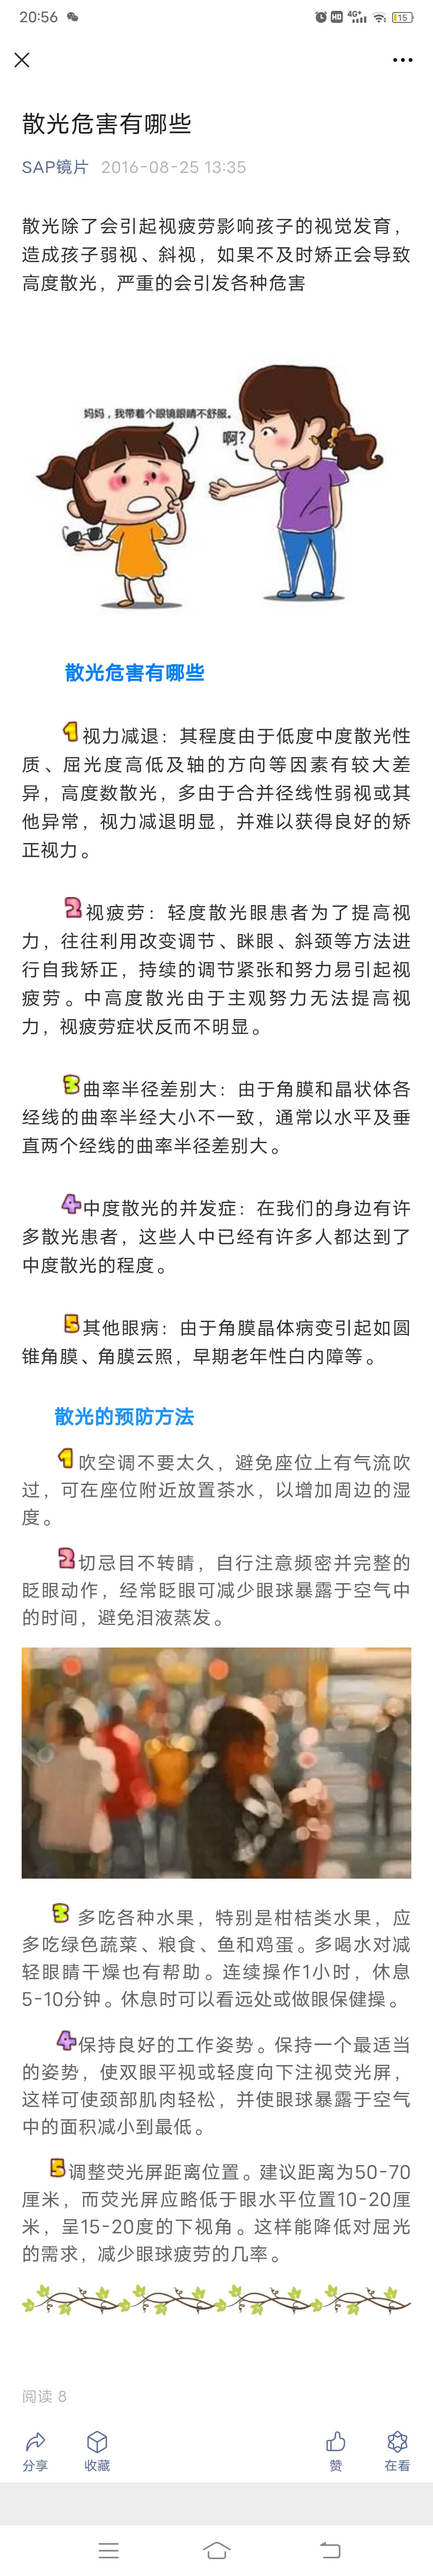 20:56
HD 4G+ 15
散光危害有哪些
SAP镜片 2016-08-25 13:35
散光除了会引起视疲劳影响孩子的视觉发育，
造成孩子弱视、斜视，如果不及时矫正会导致
高度散光，严重的会引发各种危害
妈妈，我带着个眼镜眼睛不舒服。
啊?
散光危害有哪些
1视力减退：其程度由于低度中度散光性
质、屈光度高低及轴的方向等因素有较大差
异，高度数散光，多由于合并径线性弱视或其
他异常，视力减退明显，并难以获得良好的矫
正视力。
2视疲劳：轻度散光眼患者为了提高视
力，往往利用改变调节、眯眼、斜颈等方法进
行自我矫正，持续的调节紧张和努力易引起视
疲劳。中高度散光由于主观努力无法提高视
力，视疲劳症状反而不明显。
3曲率半径差别大：由于角膜和晶状体各
经线的曲率半经大小不一致，通常以水平及垂
直两个经线的曲率半径差别大。
4中度散光的并发症：在我们的身边有许
多散光患者，这些人中已经有许多人都达到了
中度散光的程度。
5其他眼病：由于角膜晶体病变引起如圆
锥角膜、角膜云照，早期老年性白内障等。
散光的预防方法
1吹空调不要太久，避免座位上有气流吹
过，可在座位附近放置茶水，以增加周边的湿
度。
2切忌目不转睛，自行注意频密并完整的
眨眼动作，经常眨眼可减少眼球暴露于空气中
的时间，避免泪液蒸发。
3 多吃各种水果，特别是柑桔类水果，应
多吃绿色蔬菜、粮食、鱼和鸡蛋。多喝水对减
轻眼睛干燥也有帮助。连续操作1小时，休息
5-10分钟。休息时可以看远处或做眼保健操。
4保持良好的工作姿势。保持一个最适当
的姿势，使双眼平视或轻度向下注视荧光屏，
这样可使颈部肌肉轻松，并使眼球暴露于空气
中的面积减小到最低。
5调整荧光屏距离位置。建议距离为50-70
厘米，而荧光屏应略低于眼水平位置10-20厘
米，呈15-20度的下视角。这样能降低对屈光
的需求，减少眼球疲劳的几率。
阅读 8
分享 收藏 赞 在看